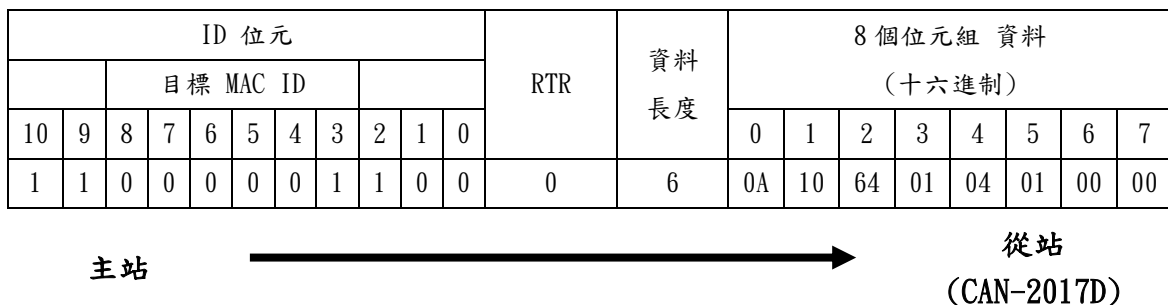 ID 位元 RTR 資料長度 8 個位元組 資料 (十六進制)
目標 MAC ID
10 9 8 7 6 5 4 3 2 1 0 0 1 2 3 4 5 6 7
1 1 0 0 0 0 0 1 1 0 0 0 6 0A 10 64 01 04 01 00 00
主站 從站
(CAN-2017D)